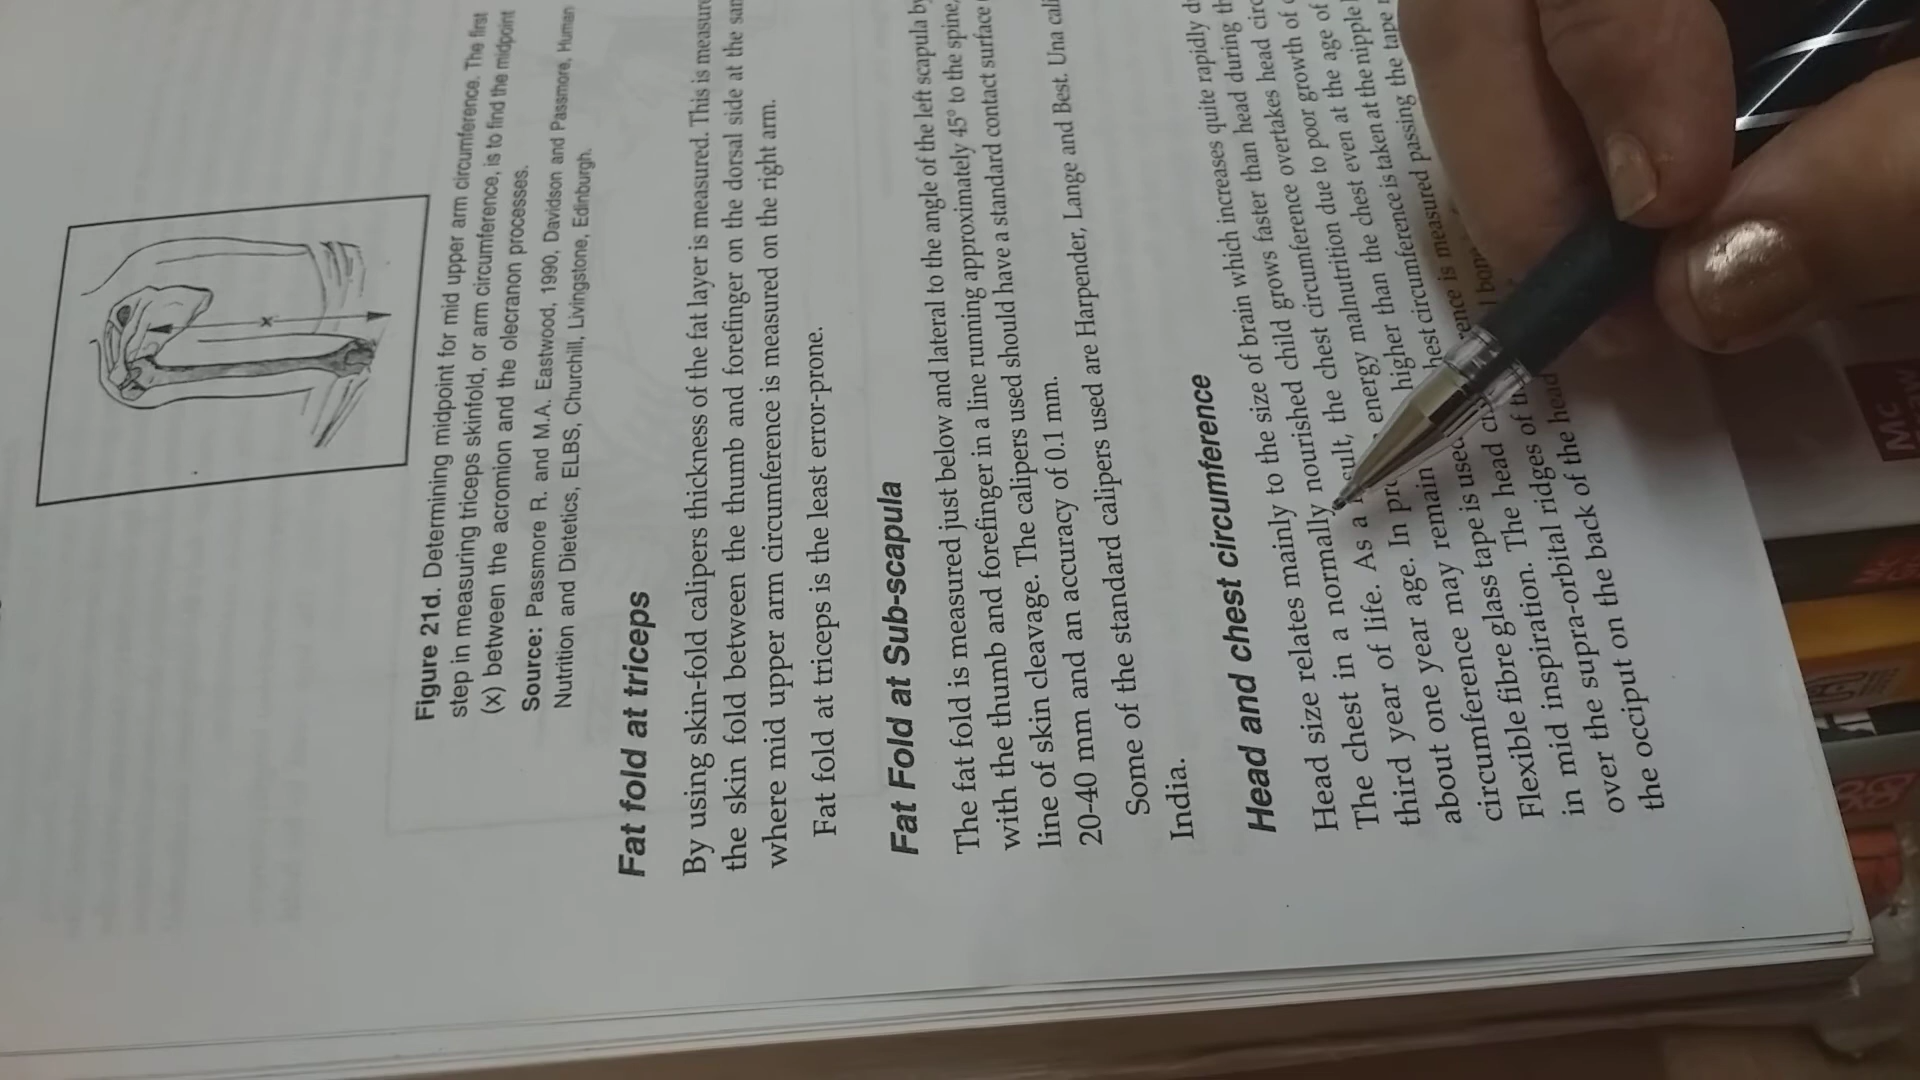 Figure 21d. Determining midpoint for mid upper arm circumference. The first
step in measuring triceps skinfold, or arm circumference, is to find the midpoint
(x) between the acromion and the olecranon processes.
Source: Passmore R. and M.A. Eastwood, 1990, Davidson and Passmore, Human
Nutrition and Dietetics, ELBS, Churchill, Livingstone, Edinburgh.
x
Fat fold at triceps
By using skin-fold calipers thickness of the fat layer is measured. This is
the skin fold between the thumb and forefinger on the dorsal side at the
where mid upper arm circumference is measured on the right arm.
Fat fold at triceps is the least error-prone.
Fat Fold at Sub-scapula
The fat fold is measured just below and lateral to the angle of the left scapula by
with the thumb and forefinger in a line running approximately 45° to the spine,
line of skin cleavage. The calipers used should have a standard contact surface
20-40 mm and an accuracy of 0.1 mm.
Some of the standard calipers used are Harpender, Lange and Best. Una
India.
Head and chest circumference
Head size relates mainly to the size of brain which increases quite rapidly
The chest in a normally nourished child grows faster than head during
third year of life. As a sult, the chest circumference overtakes head
about one year age. In energy malnutrition due to poor growth of
circumference may remain higher than the chest even at the age of
Flexible fibre glass tape is used hest circumference is taken at the nipple
in mid inspiration. The head rence is measured passing the tape
over the supra-orbital ridges of
the occiput on the back of the head
Mc